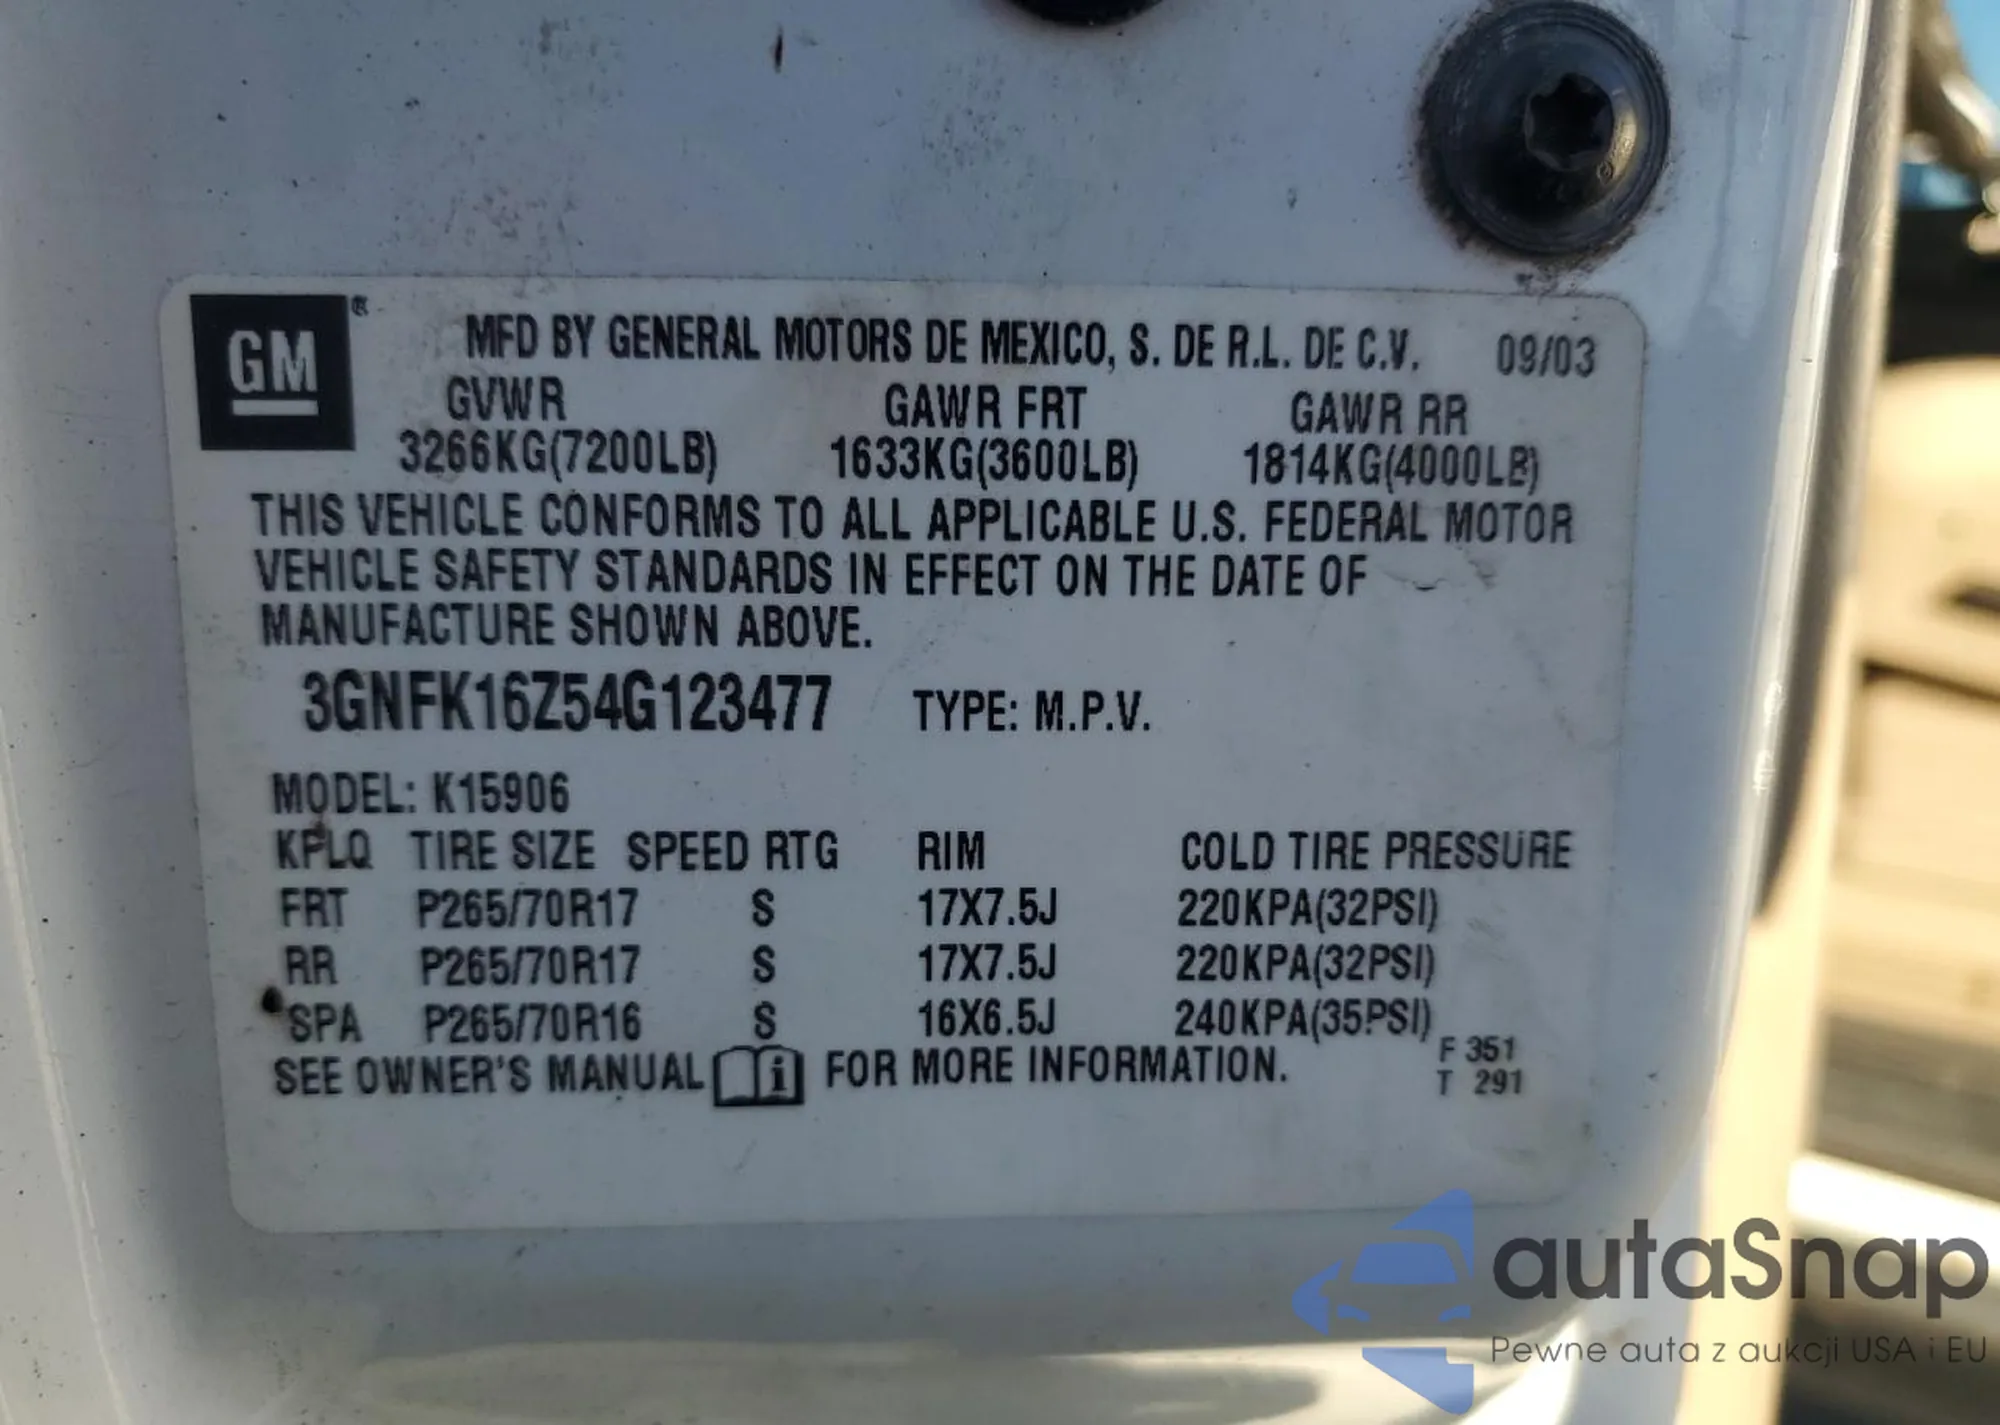 GM ®
MFD BY GENERAL MOTORS DE MEXICO, S. DE R.L. DE C.V. 09/03
GVWR GAWR FRT GAWR RR
3266KG(7200LB) 1633KG(3600LB) 1814KG(4000LB)
THIS VEHICLE CONFORMS TO ALL APPLICABLE U.S. FEDERAL MOTOR
VEHICLE SAFETY STANDARDS IN EFFECT ON THE DATE OF
MANUFACTURE SHOWN ABOVE.
3GNFK16Z54G123477 TYPE: M.P.V.
MODEL: K15906
KPLQ TIRE SIZE SPEED RTG RIM COLD TIRE PRESSURE
FRT P265/70R17 S 17X7.5J 220KPA(32PSI)
RR P265/70R17 S 17X7.5J 220KPA(32PSI)
SPA P265/70R16 S 16X6.5J 240KPA(35PSI)
SEE OWNER'S MANUAL i FOR MORE INFORMATION.
F 351
T 291
autaSnap
Pewne auta z aukcji USA i EU